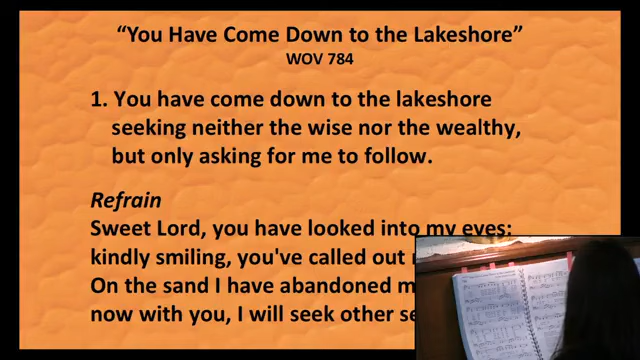 “You Have Come Down to the Lakeshore”
WOV 784
1. You have come down to the lakeshore
seeking neither the wise nor the wealthy,
but only asking for me to follow.
Refrain
Sweet Lord, you have looked into my eyes;
kindly smiling, you've called out
On the sand I have abandoned
now with you, I will seek other